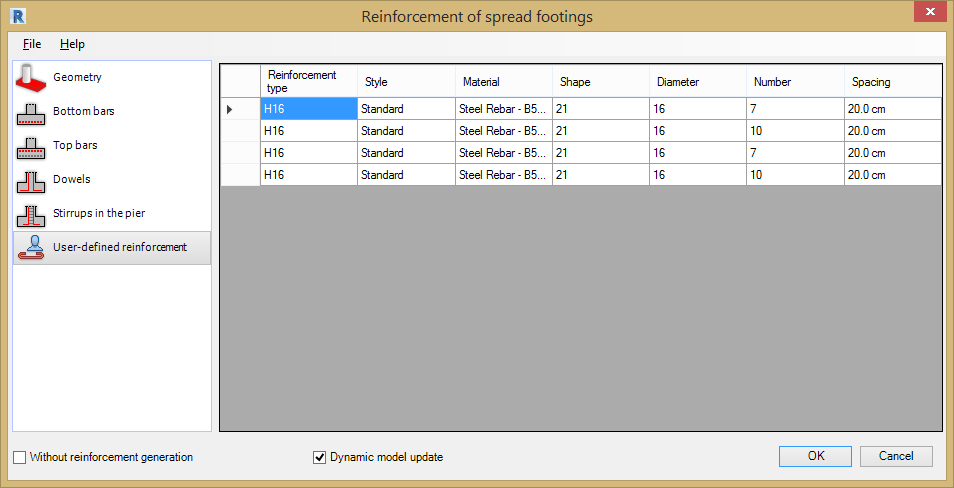 R
Reinforcement of spread footings
File Help
Geometry
Bottom bars
Top bars
Dowels
Stirrups in the pier
User-defined reinforcement
Reinforcement type Style Material Shape Diameter Number Spacing
H16 Standard Steel Rebar - B5... 21 16 7 20.0 cm
H16 Standard Steel Rebar - B5... 21 16 10 20.0 cm
H16 Standard Steel Rebar - B5... 21 16 7 20.0 cm
H16 Standard Steel Rebar - B5... 21 16 10 20.0 cm
Without reinforcement generation
Dynamic model update
OK Cancel